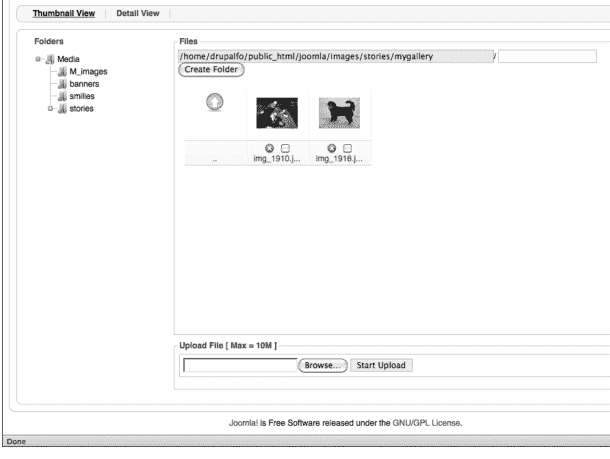 Thumbnail View Detail View
Folders
Media
M_images
banners
smilies
stories
Files
/home/drupalfo/public_html/joomla/images/stories/mygallery /
Create Folder
..
img_1910.j...
img_1916.j...
Upload File [ Max = 10M ]
Browse... Start Upload
Joomla! is Free Software released under the GNU/GPL License.
Done